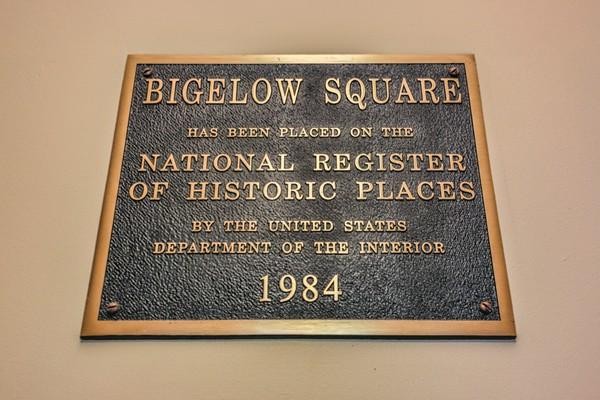 BIGELOW SQUARE
HAS BEEN PLACED ON THE
NATIONAL REGISTER
OF HISTORIC PLACES
BY THE UNITED STATES
DEPARTMENT OF THE INTERIOR
1984